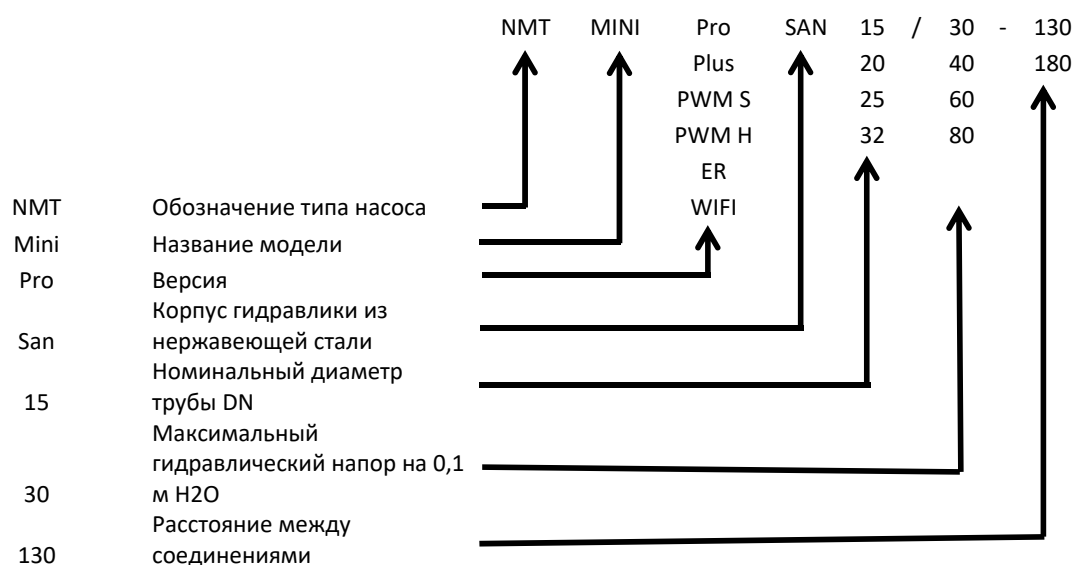 NMT MINI Pro SAN 15 / 30 - 130
Plus 20 40 180
PWM S 25 60
PWM H 32 80
ER
NMT Обозначение типа насоса WIFI
Mini Название модели
Pro Версия
Корпус гидравлики из
San нержавеющей стали
Номинальный диаметр
15 трубы DN
Максимальный
гидравлический напор на 0,1
30 м H2O
Расстояние между
130 соединениями